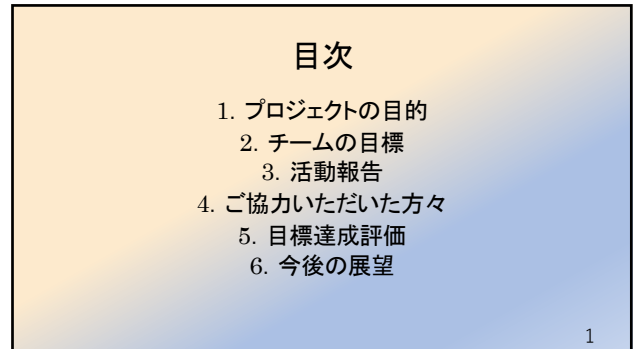 目次
1. プロジェクトの目的
2. チームの目標
3. 活動報告
4. ご協力いただいた方々
5. 目標達成評価
6. 今後の展望
1